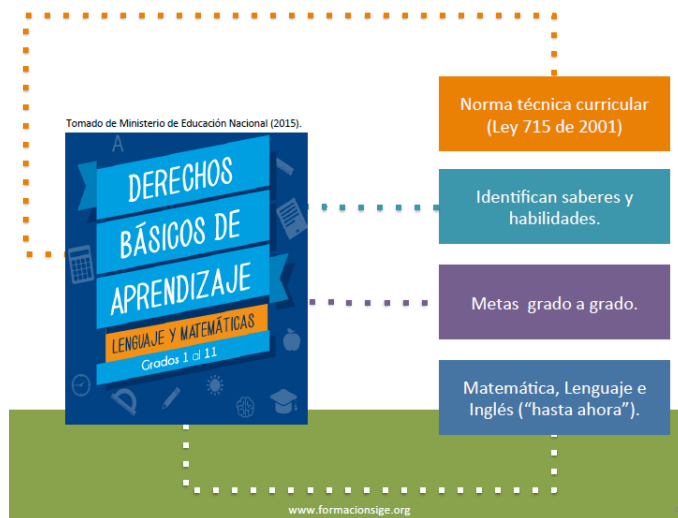 Tomado de Ministerio de Educación Nacional (2015).
A
DERECHOS
BÁSICOS DE
APRENDIZAJE
LENGUAJE Y MATEMÁTICAS
Grados 1 al 11
Norma técnica curricular
(Ley 715 de 2001)
Identifican saberes y
habilidades.
Metas grado a grado.
Matemática, Lenguaje e
Inglés (“hasta ahora”).
www.formacionsige.org